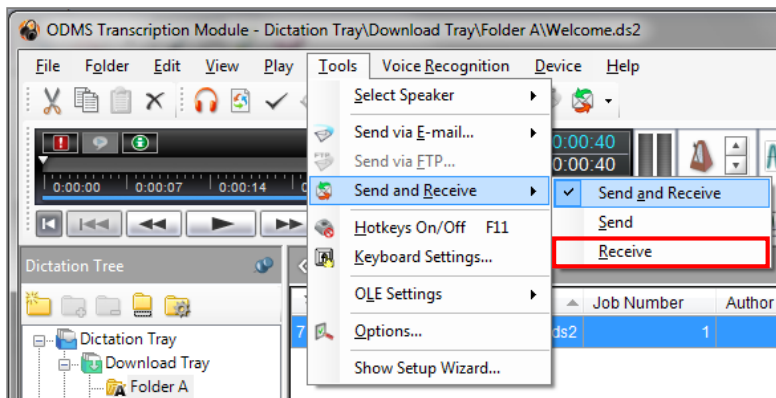 ODMS Transcription Module - Dictation Tray\Download Tray\Folder A\Welcome.ds2
File Folder Edit View Play Tools Voice Recognition Device Help
Select Speaker
Send via E-mail...
Send via FTP...
Send and Receive
Hotkeys On/Off F11
Keyboard Settings...
OLE Settings
Options...
Show Setup Wizard...
Send and Receive
Send
Receive
0:00:40
0:00:40
0:00:00 0:00:07 0:00:14
Dictation Tree
Job Number Author
7 ds2 1
Dictation Tray
Download Tray
Folder A